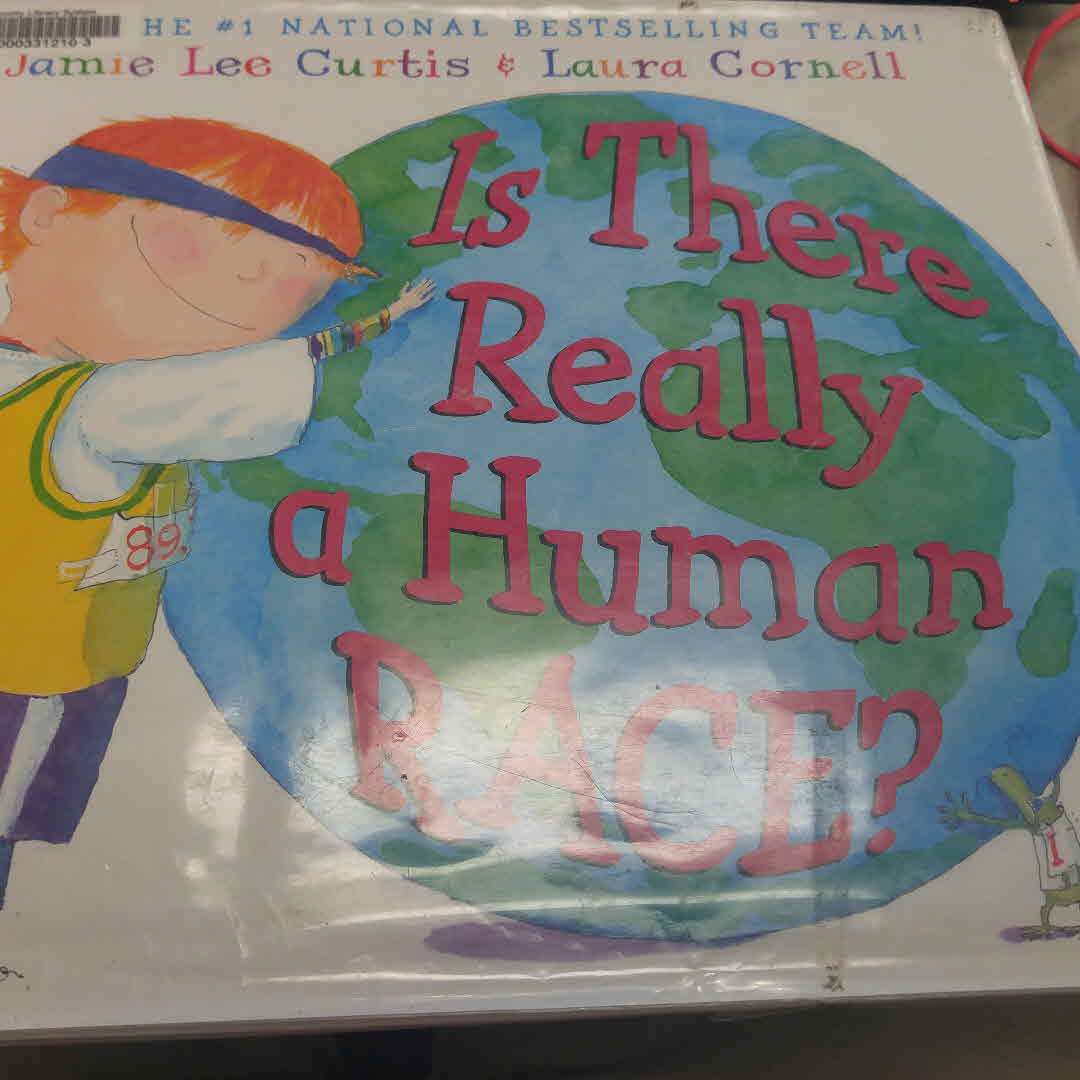 HE #1 NATIONAL BESTSELLING TEAM!
Jamie Lee Curtis & Laura Cornell
Is There
Really
a Human
RACE?
89
1